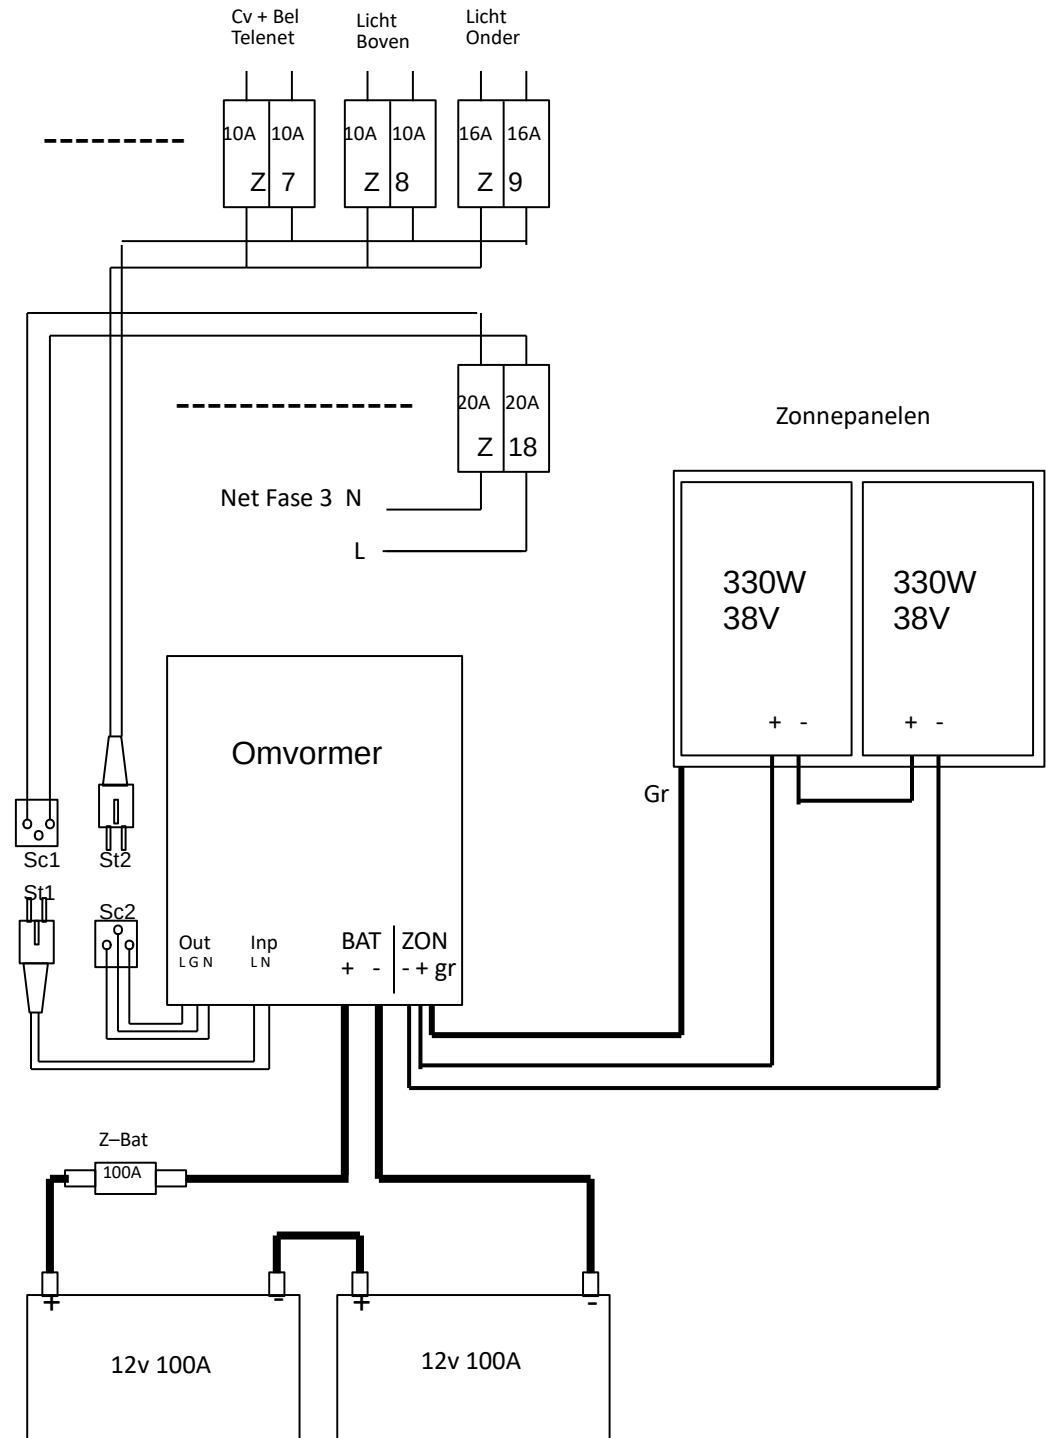 Cv + Bel
Telenet
Licht
Boven
Licht
Onder
10A 10A
Z 7
10A 10A
Z 8
16A 16A
Z 9
20A 20A
Z 18
Net Fase 3 N
L
Zonnepanelen
330W
38V
+ -
330W
38V
+ -
Gr
Omvormer
Sc1
St2
St1
Sc2
Out
L G N
Inp
L N
BAT
+ -
ZON
- + gr
Z–Bat
100A
+ -
12v 100A
+ -
12v 100A